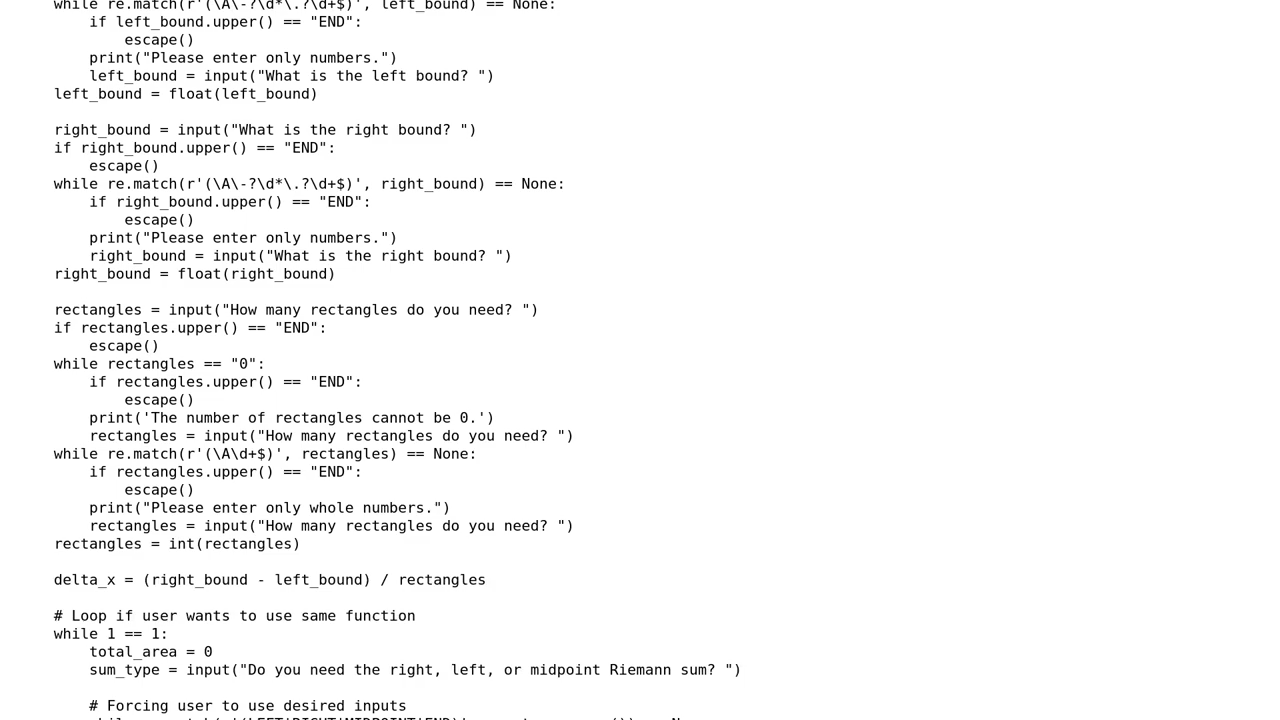 while re.match(r'(\A\-?\d*\.?\d+$)', left_bound) == None:
    if left_bound.upper() == "END":
        escape()
    print("Please enter only numbers.")
    left_bound = input("What is the left bound? ")
left_bound = float(left_bound)

right_bound = input("What is the right bound? ")
if right_bound.upper() == "END":
    escape()
while re.match(r'(\A\-?\d*\.?\d+$)', right_bound) == None:
    if right_bound.upper() == "END":
        escape()
    print("Please enter only numbers.")
    right_bound = input("What is the right bound? ")
right_bound = float(right_bound)

rectangles = input("How many rectangles do you need? ")
if rectangles.upper() == "END":
    escape()
while rectangles == "0":
    if rectangles.upper() == "END":
        escape()
    print('The number of rectangles cannot be 0.')
    rectangles = input("How many rectangles do you need? ")
while re.match(r'(\A\d+$)', rectangles) == None:
    if rectangles.upper() == "END":
        escape()
    print("Please enter only whole numbers.")
    rectangles = input("How many rectangles do you need? ")
rectangles = int(rectangles)

delta_x = (right_bound - left_bound) / rectangles

# Loop if user wants to use same function
while 1 == 1:
    total_area = 0
    sum_type = input("Do you need the right, left, or midpoint Riemann sum? ")

    # Forcing user to use desired inputs